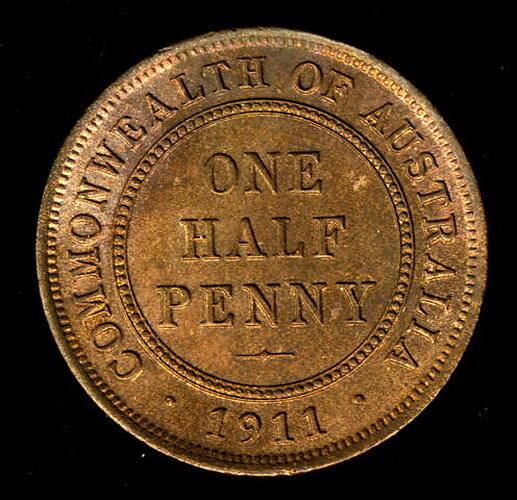 COMMONWEALTH OF AUSTRALIA
ONE
HALF
PENNY
1911